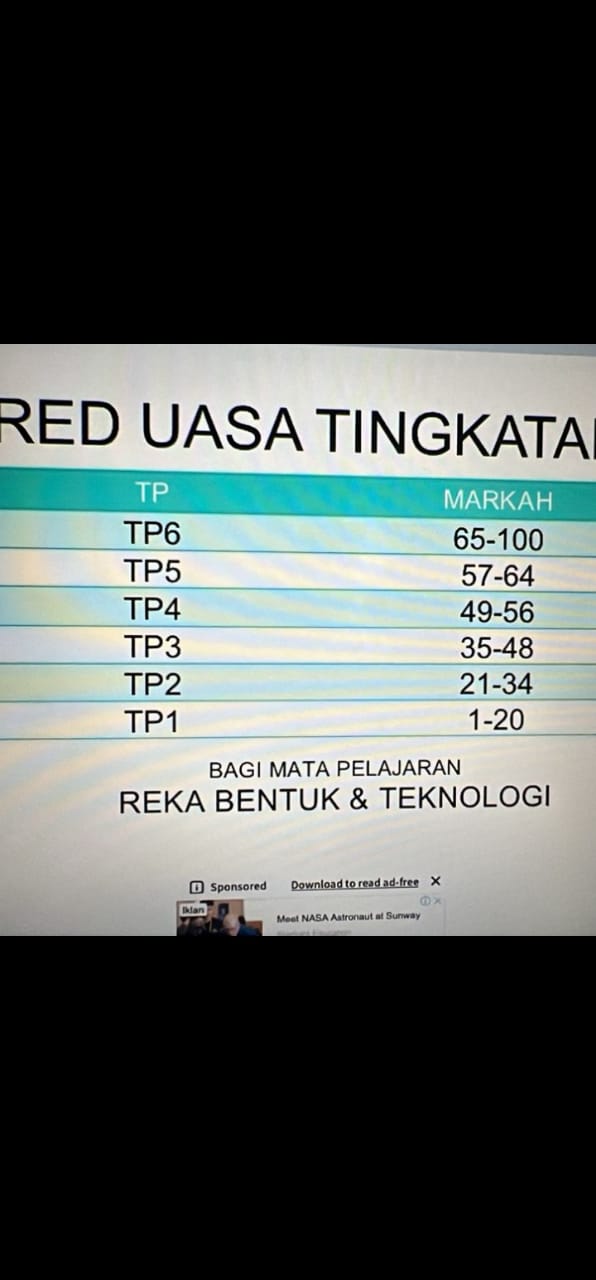 RED UASA TINGKATA
TP MARKAH
TP6 65-100
TP5 57-64
TP4 49-56
TP3 35-48
TP2 21-34
TP1 1-20
BAGI MATA PELAJARAN
REKA BENTUK & TEKNOLOGI
Sponsored Download to read ad-free X
Iklan
Meet NASA Astronaut at Sunway